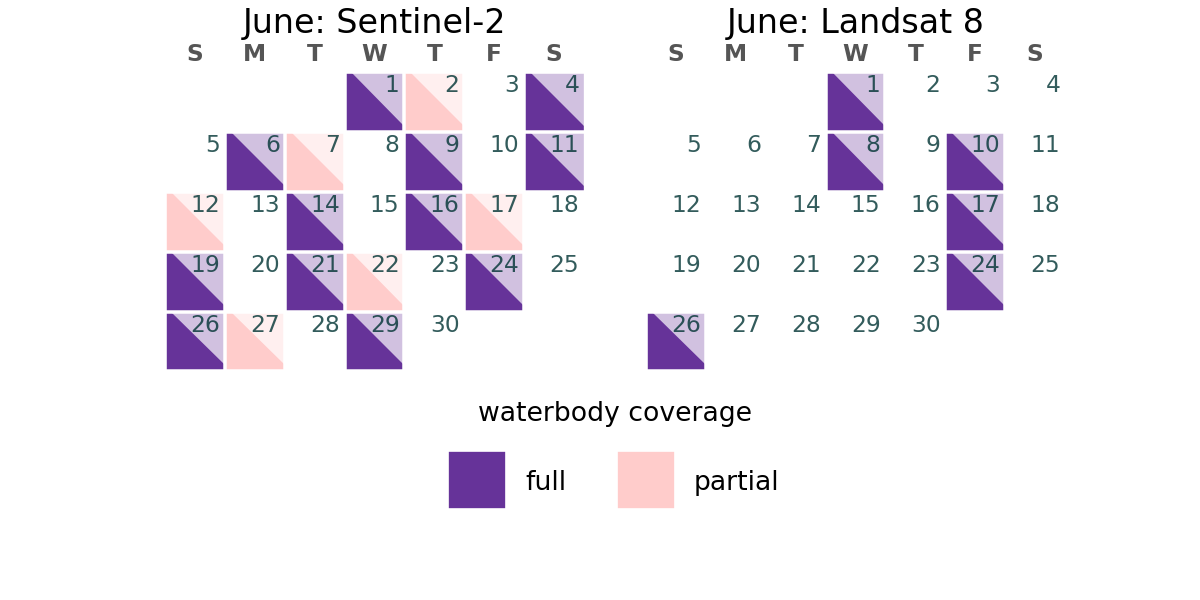 June: Sentinel-2
S M T W T F S
1 2 3 4
5 6 7 8 9 10 11
12 13 14 15 16 17 18
19 20 21 22 23 24 25
26 27 28 29 30
June: Landsat 8
S M T W T F S
1 2 3 4
5 6 7 8 9 10 11
12 13 14 15 16 17 18
19 20 21 22 23 24 25
26 27 28 29 30
waterbody coverage
full partial